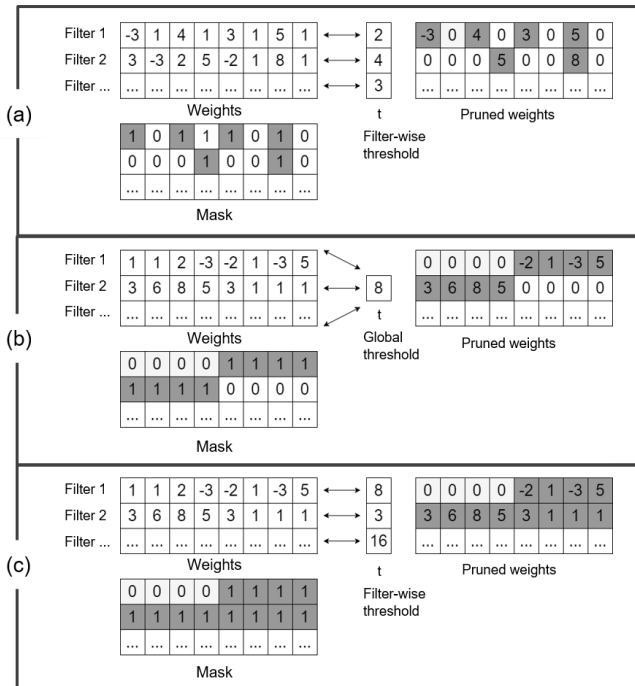 Filter 1 -3 1 4 1 3 1 5 1 2 -3 0 4 0 3 0 5 0
Filter 2 3 -3 2 5 -2 1 8 1 4 0 0 0 5 0 0 8 0
Filter ... ... ... ... ... ... ... ... ... 3 ... ... ... ... ... ... ... ...
(a)
Weights t Pruned weights
Filter-wise
threshold
1 0 1 1 1 0 1 0
0 0 0 1 0 0 1 0
... ... ... ... ... ... ... ...
Mask
Filter 1 1 1 2 -3 -2 1 -3 5 0 0 0 0 -2 1 -3 5
Filter 2 3 6 8 5 3 1 1 1 8 3 6 8 5 0 0 0 0
Filter ... ... ... ... ... ... ... ... ... ... ... ... ... ... ... ... ...
(b)
Weights t Pruned weights
Global
threshold
0 0 0 0 1 1 1 1
1 1 1 1 0 0 0 0
... ... ... ... ... ... ... ...
Mask
Filter 1 1 1 2 -3 -2 1 -3 5 8 0 0 0 0 -2 1 -3 5
Filter 2 3 6 8 5 3 1 1 1 3 3 6 8 5 3 1 1 1
Filter ... ... ... ... ... ... ... ... ... 16 ... ... ... ... ... ... ... ...
(c)
Weights t Pruned weights
Filter-wise
threshold
0 0 0 0 1 1 1 1
1 1 1 1 1 1 1 1
... ... ... ... ... ... ... ...
Mask